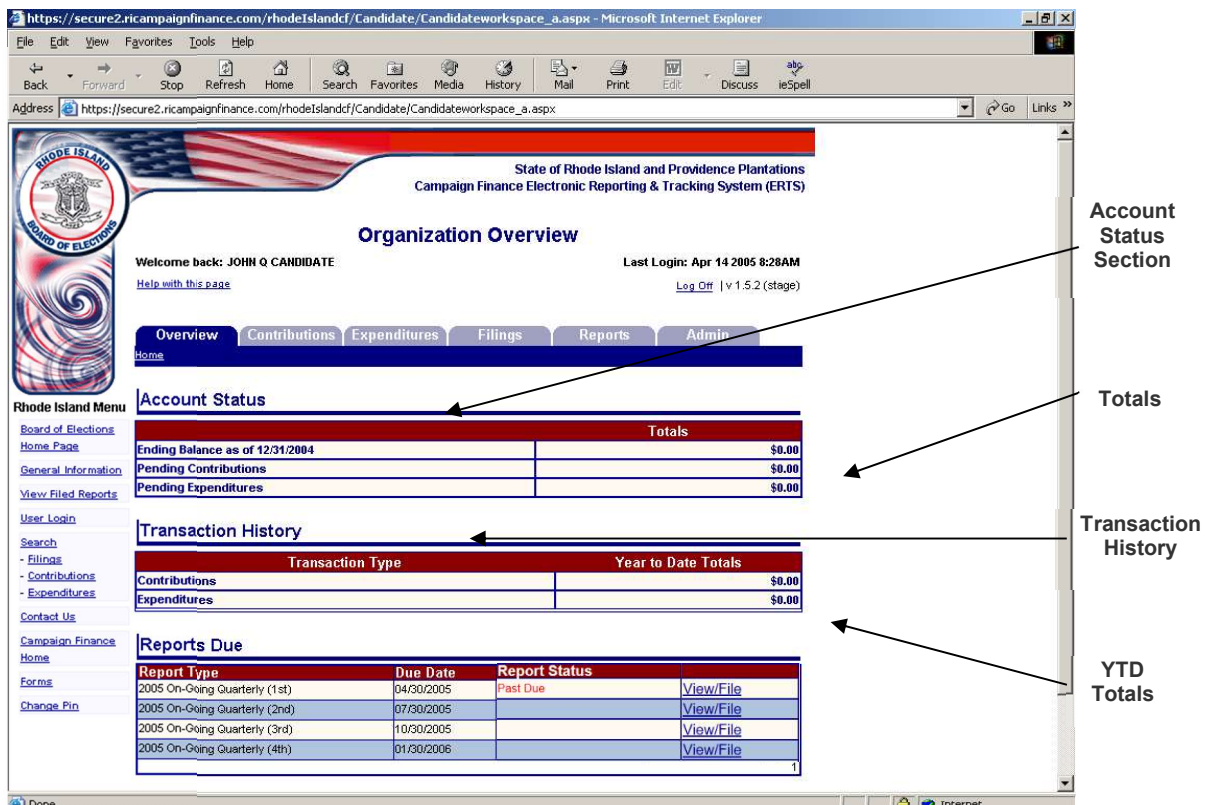 https://secure2.ricampaignfinance.com/rhodeIslandcf/Candidate/Candidateworkspace_a.aspx - Microsoft Internet Explorer
File Edit View Favorites Tools Help
Back Forward Stop Refresh Home Search Favorites Media History Mail Print Edit Discuss ieSpell
Address https://secure2.ricampaignfinance.com/rhodeIslandcf/Candidate/Candidateworkspace_a.aspx Go Links »
RHODE ISLAND
BOARD OF ELECTIONS
State of Rhode Island and Providence Plantations
Campaign Finance Electronic Reporting & Tracking System (ERTS)
Organization Overview
Welcome back: JOHN Q CANDIDATE Last Login: Apr 14 2005 8:28AM
Help with this page Log Off | v 1.5.2 (stage)
Overview Contributions Expenditures Filings Reports Admin
Home
Rhode Island Menu
Board of Elections
Home Page
General Information
View Filed Reports
User Login
Search
- Filings
- Contributions
- Expenditures
Contact Us
Campaign Finance
Home
Forms
Change Pin
Account Status
Totals
Ending Balance as of 12/31/2004 $0.00
Pending Contributions $0.00
Pending Expenditures $0.00
Transaction History
Transaction Type Year to Date Totals
Contributions $0.00
Expenditures $0.00
Reports Due
Report Type Due Date Report Status
2005 On-Going Quarterly (1st) 04/30/2005 Past Due View/File
2005 On-Going Quarterly (2nd) 07/30/2005 View/File
2005 On-Going Quarterly (3rd) 10/30/2005 View/File
2005 On-Going Quarterly (4th) 01/30/2006 View/File
1
Done Internet
Account
Status
Section
Totals
Transaction
History
YTD
Totals